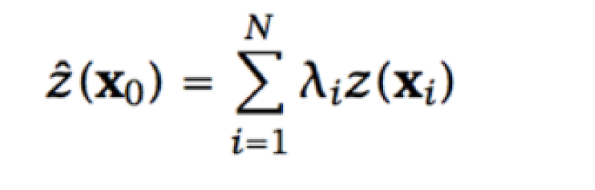 ẑ(x₀) = ∑ᵢ₌₁ᴺ λᵢz(xᵢ)